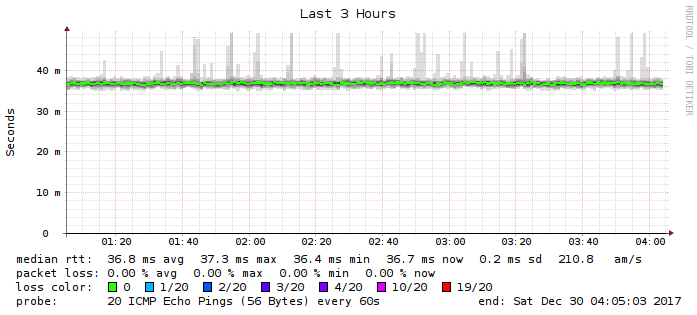 Last 3 Hours
RRDTOOL / TOBI OETIKER
Seconds
40 m
30 m
20 m
10 m
0
01:20 01:40 02:00 02:20 02:40 03:00 03:20 03:40 04:00
median rtt: 36.8 ms avg 37.3 ms max 36.4 ms min 36.7 ms now 0.2 ms sd 210.8 am/s
packet loss: 0.00 % avg 0.00 % max 0.00 % min 0.00 % now
loss color: 0 1/20 2/20 3/20 4/20 10/20 19/20
probe: 20 ICMP Echo Pings (56 Bytes) every 60s end: Sat Dec 30 04:05:03 2017